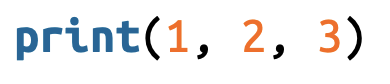 print(1, 2, 3)